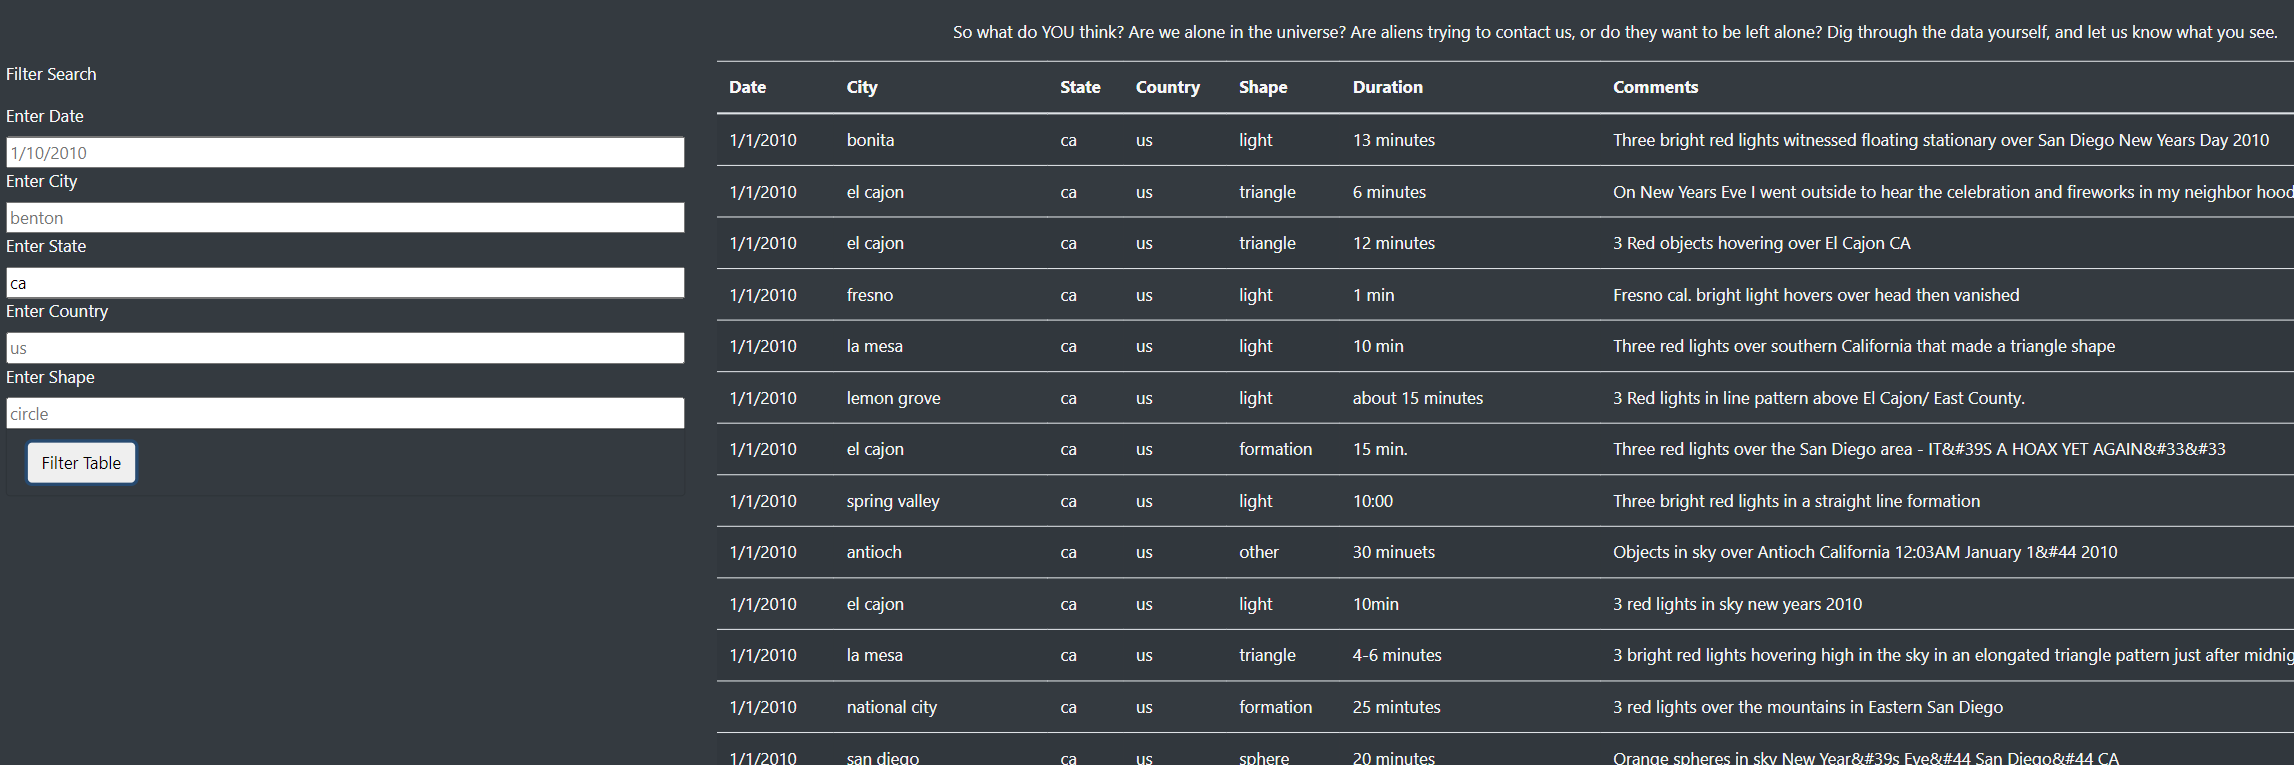 So what do YOU think? Are we alone in the universe? Are aliens trying to contact us, or do they want to be left alone? Dig through the data yourself, and let us know what you see.
Filter Search
Enter Date
1/10/2010
Enter City
benton
Enter State
ca
Enter Country
us
Enter Shape
circle
Filter Table
Date City State Country Shape Duration Comments
1/1/2010 bonita ca us light 13 minutes Three bright red lights witnessed floating stationary over San Diego New Years Day 2010
1/1/2010 el cajon ca us triangle 6 minutes On New Years Eve I went outside to hear the celebration and fireworks in my neighbor hood
1/1/2010 el cajon ca us triangle 12 minutes 3 Red objects hovering over El Cajon CA
1/1/2010 fresno ca us light 1 min Fresno cal. bright light hovers over head then vanished
1/1/2010 la mesa ca us light 10 min Three red lights over southern California that made a triangle shape
1/1/2010 lemon grove ca us light about 15 minutes 3 Red lights in line pattern above El Cajon/ East County.
1/1/2010 el cajon ca us formation 15 min. Three red lights over the San Diego area - IT&#39S A HOAX YET AGAIN&#33&#33
1/1/2010 spring valley ca us light 10:00 Three bright red lights in a straight line formation
1/1/2010 antioch ca us other 30 minuets Objects in sky over Antioch California 12:03AM January 1&#44 2010
1/1/2010 el cajon ca us light 10min 3 red lights in sky new years 2010
1/1/2010 la mesa ca us triangle 4-6 minutes 3 bright red lights hovering high in the sky in an elongated triangle pattern just after midnig
1/1/2010 national city ca us formation 25 mintutes 3 red lights over the mountains in Eastern San Diego
1/1/2010 san diego ca us sphere 20 minutes Orange spheres in sky New Year&#39s Eve&#44 San Diego&#44 CA